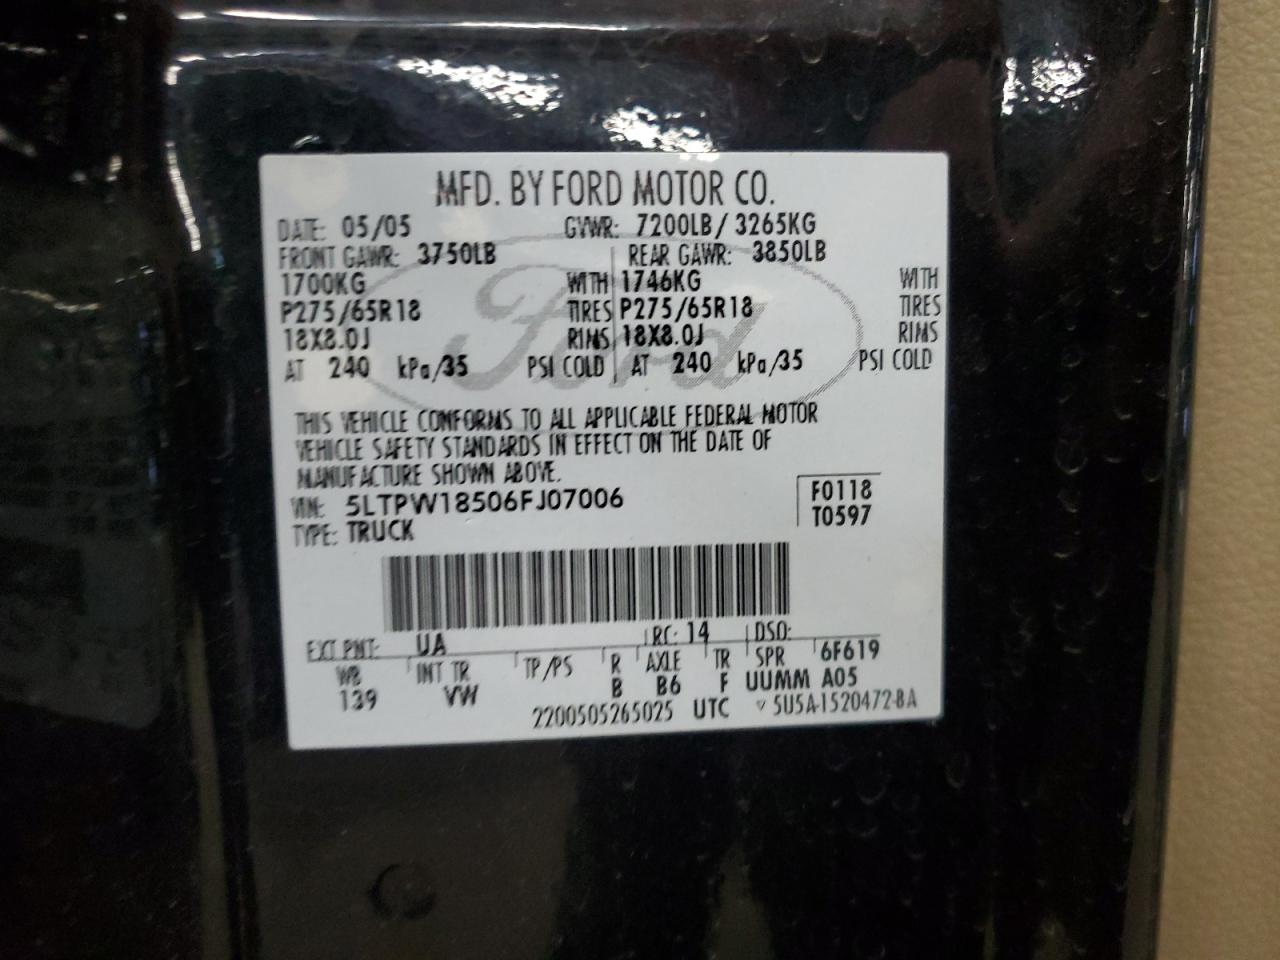 MFD. BY FORD MOTOR CO.
DATE: 05/05 GVWR: 7200LB/ 3265KG
FRONT GAWR: 3750LB REAR GAWR: 3850LB
1700KG WITH 1746KG WITH
P275/65R18 TIRES P275/65R18 TIRES
18X8.0J RIMS 18X8.0J RIMS
AT 240 kPa/35 PSI COLD AT 240 kPa/35 PSI COLD
Ford
THIS VEHICLE CONFORMS TO ALL APPLICABLE FEDERAL MOTOR
VEHICLE SAFETY STANDARDS IN EFFECT ON THE DATE OF
MANUFACTURE SHOWN ABOVE.
VIN: 5LTPW18506FJ07006 F0118
TYPE: TRUCK T0597
EXT PNT: UA RC: 14 DSO:
WB INT TR TP/PS R AXLE TR SPR 6F619
139 VW B B6 F UUMM A05
2200505265025 UTC ▽ 5U5A-1520472-BA